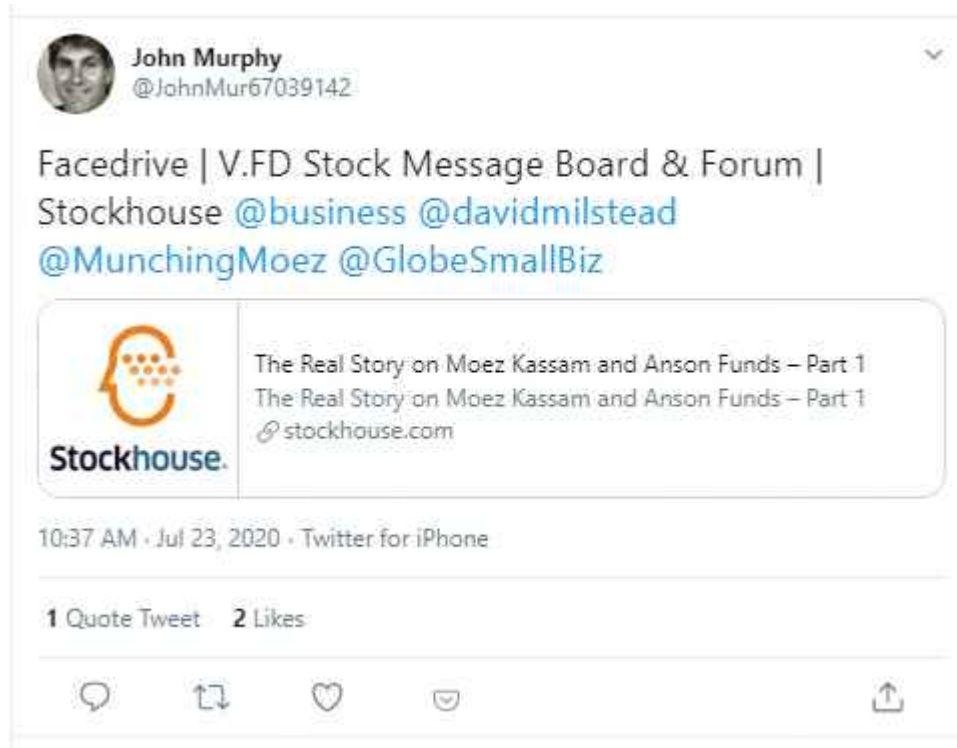 John Murphy
@JohnMur67039142
Facedrive | V.FD Stock Message Board & Forum |
Stockhouse @business @davidmilstead
@MunchingMoez @GlobeSmallBiz
The Real Story on Moez Kassam and Anson Funds – Part 1
The Real Story on Moez Kassam and Anson Funds – Part 1
stockhouse.com
Stockhouse.
10:37 AM · Jul 23, 2020 · Twitter for iPhone
1 Quote Tweet 2 Likes